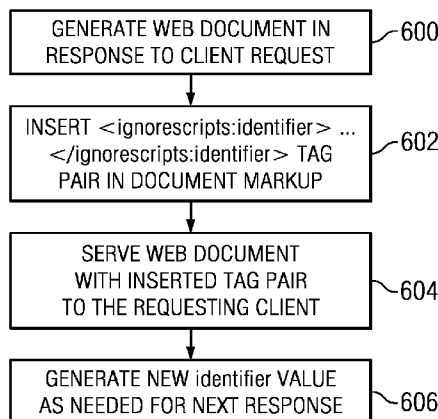 GENERATE WEB DOCUMENT IN
RESPONSE TO CLIENT REQUEST
600
INSERT <ignorescripts:identifier> ...
</ignorescripts:identifier> TAG
PAIR IN DOCUMENT MARKUP
602
SERVE WEB DOCUMENT
WITH INSERTED TAG PAIR
TO THE REQUESTING CLIENT
604
GENERATE NEW identifier VALUE
AS NEEDED FOR NEXT RESPONSE
606